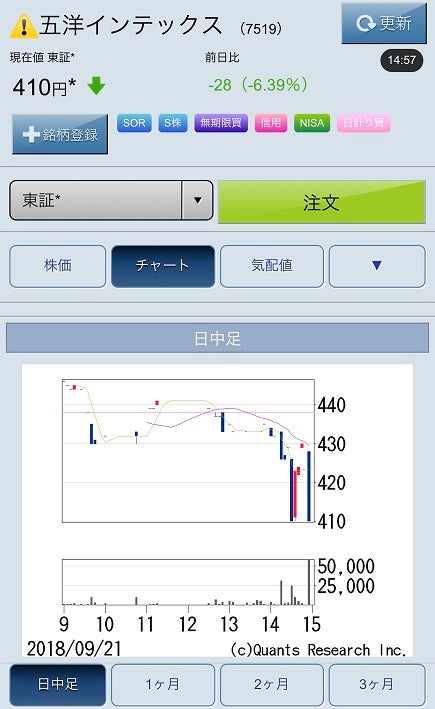 五洋インテックス (7519)
更新
現在値 東証*
前日比
14:57
410円*
-28 (-6.39%)
+銘柄登録
SOR
S株
無期限買
信用
NISA
日計り買
東証*
▼
注文
株価
チャート
気配値
▼
日中足
440
430
420
410
50,000
25,000
9 10 11 12 13 14 15
2018/09/21
(c)Quants Research Inc.
日中足
1ヶ月
2ヶ月
3ヶ月